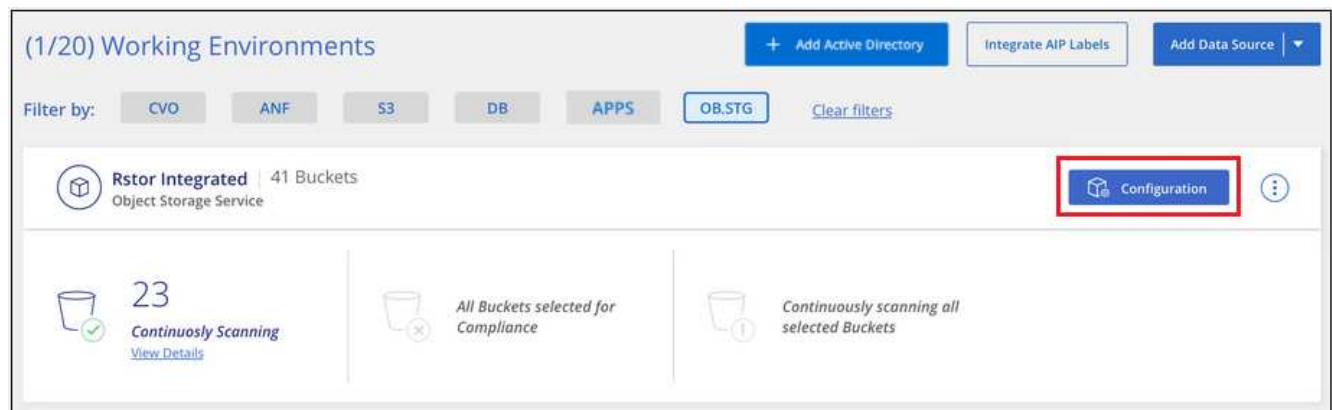 (1/20) Working Environments
+ Add Active Directory
Integrate AIP Labels
Add Data Source
Filter by:
CVO
ANF
S3
DB
APPS
OB.STG
Clear filters
Rstor Integrated | 41 Buckets
Object Storage Service
Configuration
23
Continuosly Scanning
View Details
All Buckets selected for
Compliance
Continuously scanning all
selected Buckets